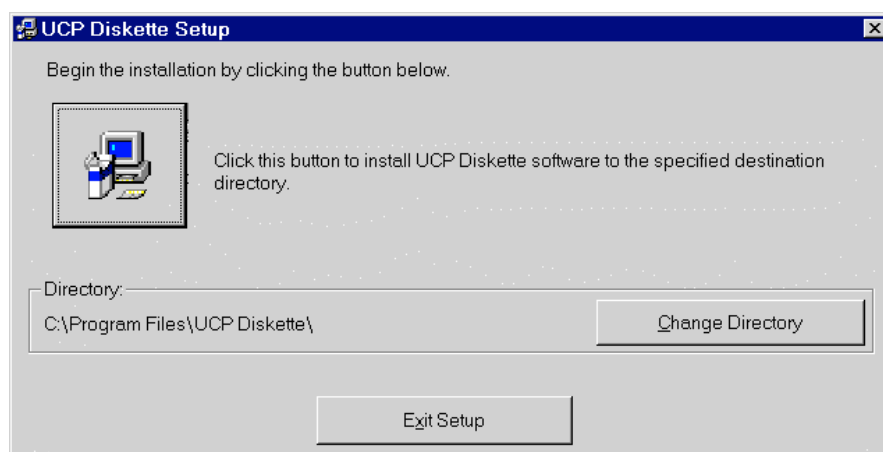 UCP Diskette Setup
Begin the installation by clicking the button below.
Click this button to install UCP Diskette software to the specified destination
directory.
Directory:
C:\Program Files\UCP Diskette\
Change Directory
Exit Setup